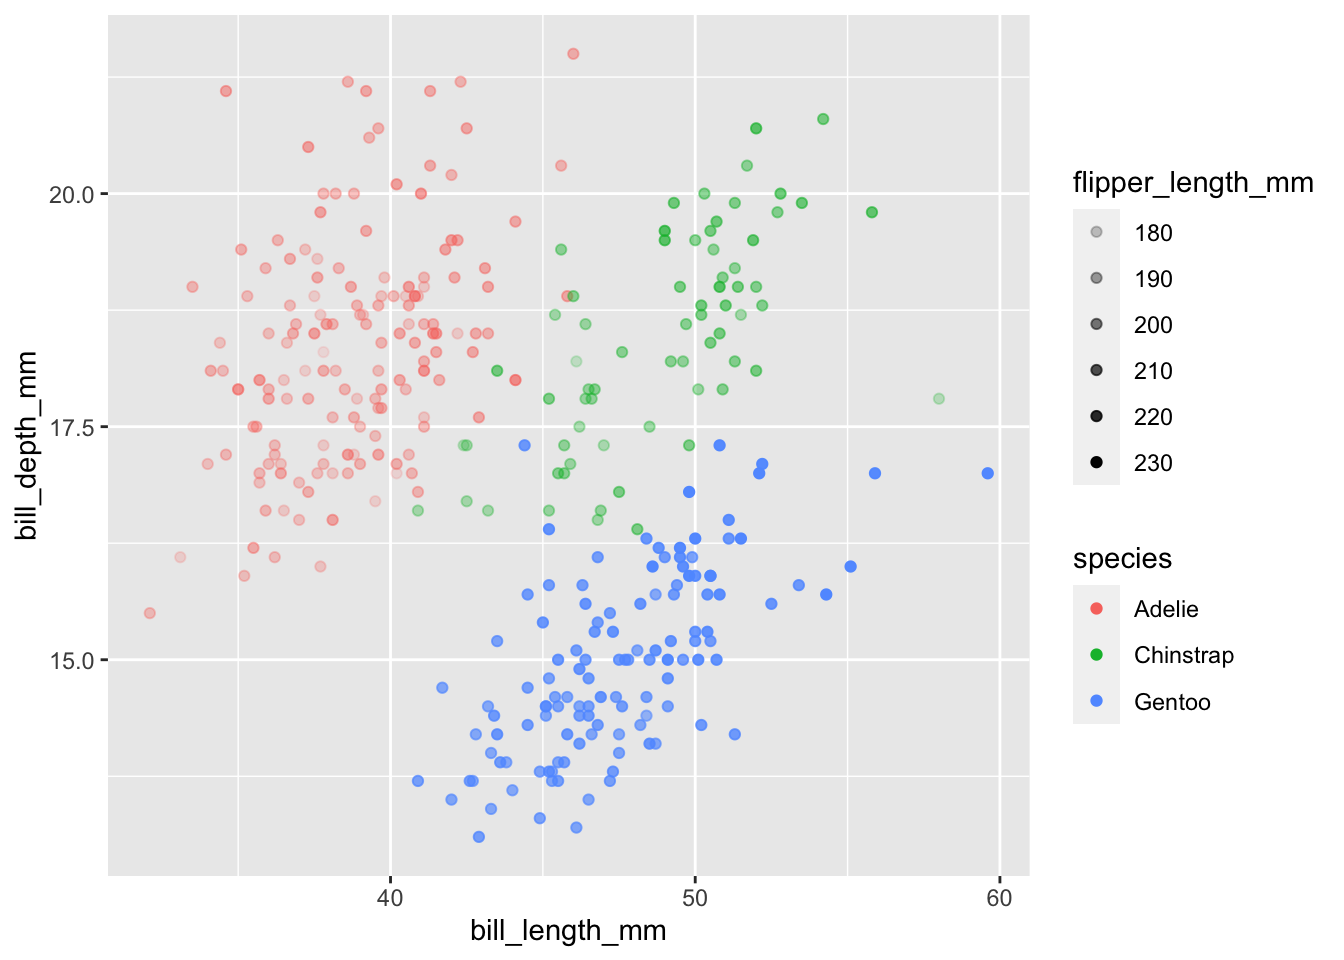 20.0
17.5
15.0
bill_depth_mm
40
50
60
bill_length_mm
flipper_length_mm
180
190
200
210
220
230
species
Adelie
Chinstrap
Gentoo